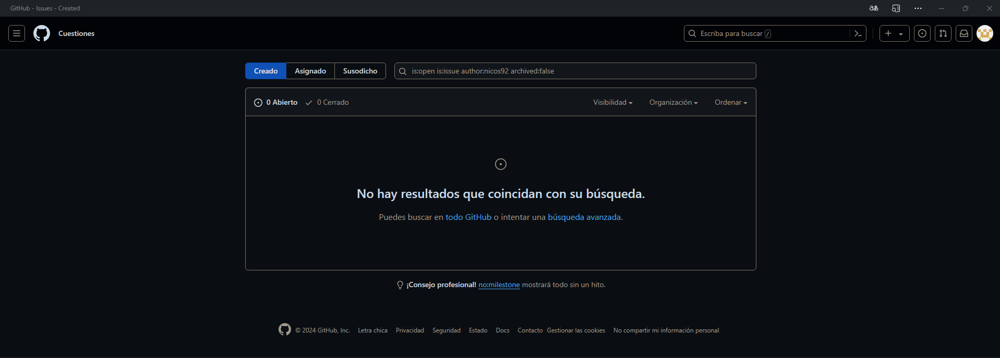 GitHub - Issues - Created
aあ
Cuestiones
Escriba para buscar /
Creado Asignado Susodicho
is:open is:issue author:nicos92 archived:false
0 Abierto 0 Cerrado Visibilidad Organización Ordenar
No hay resultados que coincidan con su búsqueda.
Puedes buscar en todo GitHub o intentar una búsqueda avanzada.
¡Consejo profesional! no:milestone mostrará todo sin un hito.
© 2024 GitHub, Inc. Letra chica Privacidad Seguridad Estado Docs Contacto Gestionar las cookies No compartir mi información personal